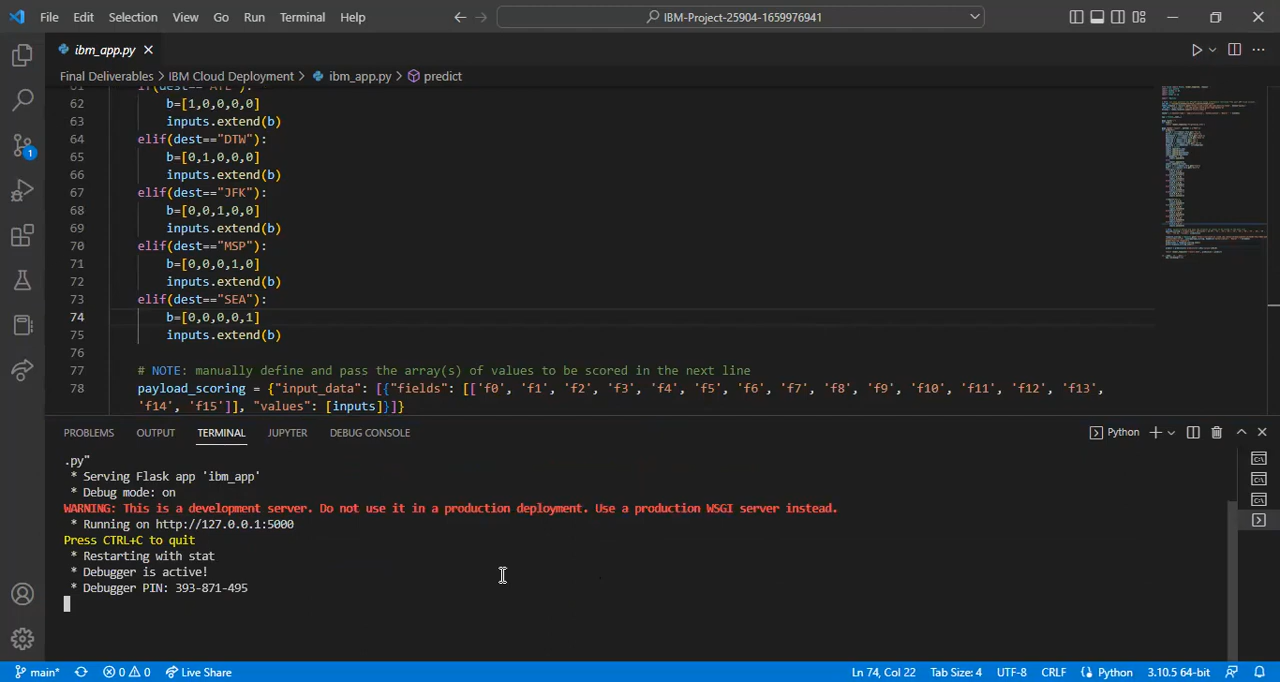 File Edit Selection View Go Run Terminal Help
IBM-Project-25904-1659976941
ibm_app.py
Final Deliverables > IBM Cloud Deployment > ibm_app.py > predict
62 b=[1,0,0,0,0]
63 inputs.extend(b)
64 elif(dest=="DTW"):
65 b=[0,1,0,0,0]
66 inputs.extend(b)
67 elif(dest=="JFK"):
68 b=[0,0,1,0,0]
69 inputs.extend(b)
70 elif(dest=="MSP"):
71 b=[0,0,0,1,0]
72 inputs.extend(b)
73 elif(dest=="SEA"):
74 b=[0,0,0,0,1]
75 inputs.extend(b)
76
77 # NOTE: manually define and pass the array(s) of values to be scored in the next line
78 payload_scoring = {"input_data": [{"fields": [['f0', 'f1', 'f2', 'f3', 'f4', 'f5', 'f6', 'f7', 'f8', 'f9', 'f10', 'f11', 'f12', 'f13',
'f14', 'f15']], "values": [inputs]}]}
PROBLEMS OUTPUT TERMINAL JUPYTER DEBUG CONSOLE Python
.py"
* Serving Flask app 'ibm_app'
* Debug mode: on
WARNING: This is a development server. Do not use it in a production deployment. Use a production WSGI server instead.
* Running on http://127.0.0.1:5000
Press CTRL+C to quit
* Restarting with stat
* Debugger is active!
* Debugger PIN: 393-871-495
main* 0 0 Live Share Ln 74, Col 22 Tab Size: 4 UTF-8 CRLF Python 3.10.5 64-bit